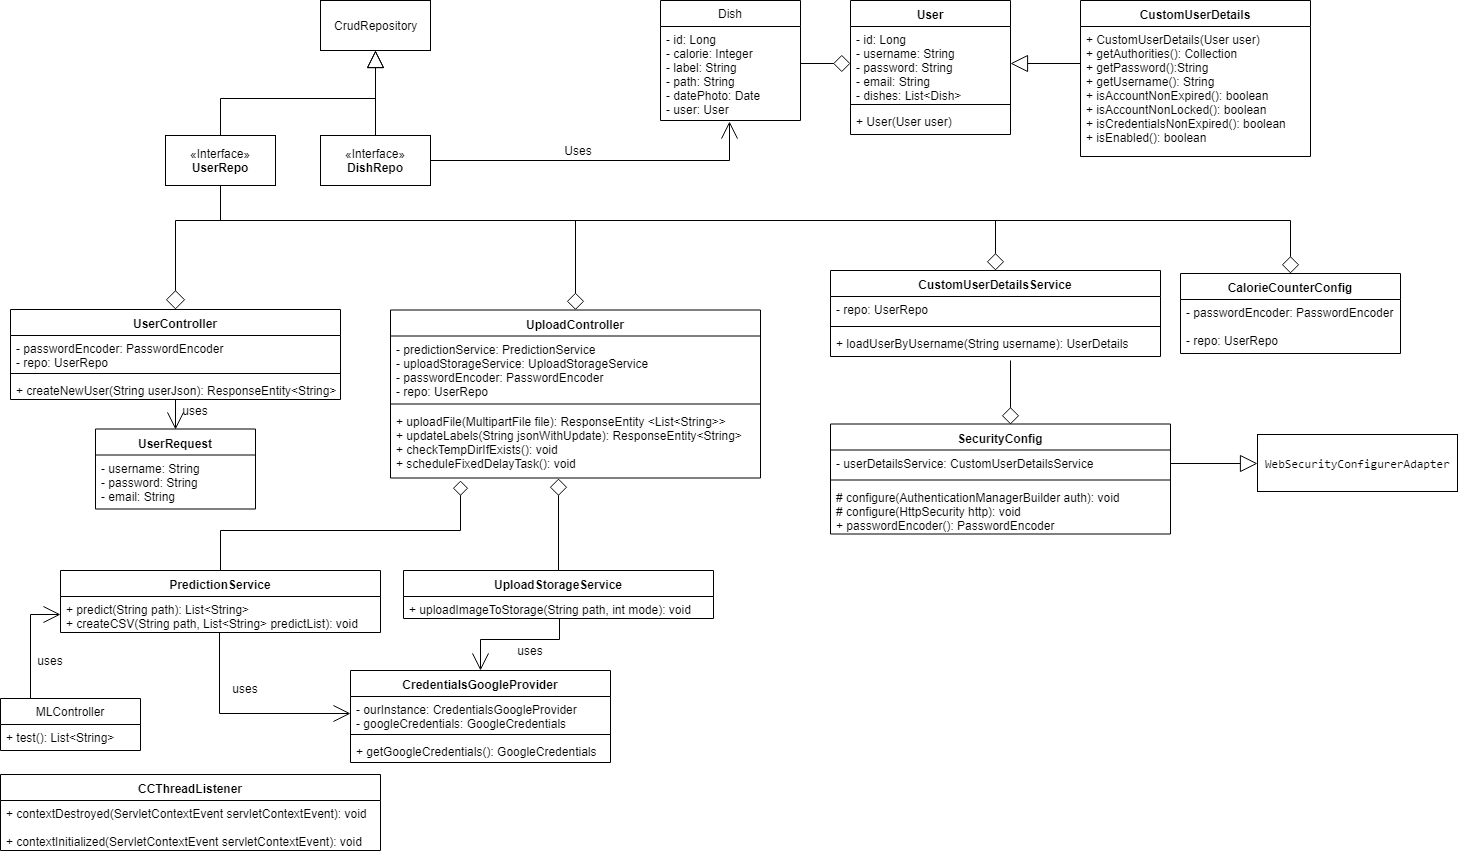 CrudRepository
Dish
- id: Long
- calorie: Integer
- label: String
- path: String
- datePhoto: Date
- user: User
User
- id: Long
- username: String
- password: String
- email: String
- dishes: List<Dish>
+ User(User user)
CustomUserDetails
+ CustomUserDetails(User user)
+ getAuthorities(): Collection
+ getPassword():String
+ getUsername(): String
+ isAccountNonExpired(): boolean
+ isAccountNonLocked(): boolean
+ isCredentialsNonExpired(): boolean
+ isEnabled(): boolean
«Interface»
UserRepo
«Interface»
DishRepo
Uses
UserController
- passwordEncoder: PasswordEncoder
- repo: UserRepo
+ createNewUser(String userJson): ResponseEntity<String>
uses
UserRequest
- username: String
- password: String
- email: String
UploadController
- predictionService: PredictionService
- uploadStorageService: UploadStorageService
- passwordEncoder: PasswordEncoder
- repo: UserRepo
+ uploadFile(MultipartFile file): ResponseEntity <List<String>>
+ updateLabels(String jsonWithUpdate): ResponseEntity<String>
+ checkTempDirIfExists(): void
+ scheduleFixedDelayTask(): void
CustomUserDetailsService
- repo: UserRepo
+ loadUserByUsername(String username): UserDetails
CalorieCounterConfig
- passwordEncoder: PasswordEncoder
- repo: UserRepo
SecurityConfig
- userDetailsService: CustomUserDetailsService
# configure(AuthenticationManagerBuilder auth): void
# configure(HttpSecurity http): void
+ passwordEncoder(): PasswordEncoder
WebSecurityConfigurerAdapter
PredictionService
+ predict(String path): List<String>
+ createCSV(String path, List<String> predictList): void
UploadStorageService
+ uploadImageToStorage(String path, int mode): void
uses
uses
uses
CredentialsGoogleProvider
- ourInstance: CredentialsGoogleProvider
- googleCredentials: GoogleCredentials
+ getGoogleCredentials(): GoogleCredentials
MLController
+ test(): List<String>
CCThreadListener
+ contextDestroyed(ServletContextEvent servletContextEvent): void
+ contextInitialized(ServletContextEvent servletContextEvent): void